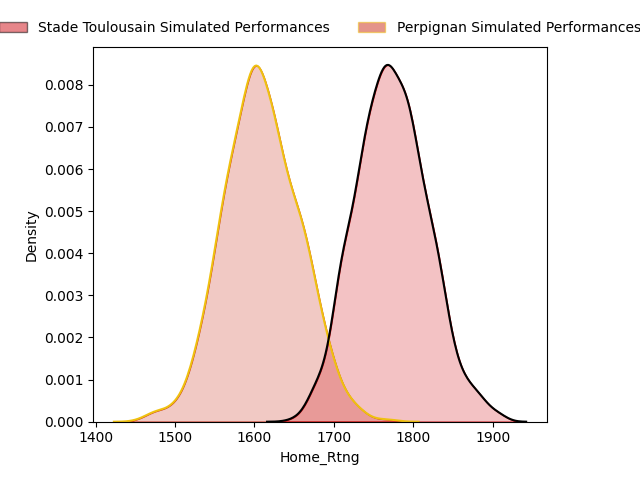 Stade Toulousain Simulated Performances Perpignan Simulated Performances
0.008
0.007
0.006
0.005
0.004
0.003
0.002
0.001
0.000
Density
1400 1500 1600 1700 1800 1900
Home_Rtng